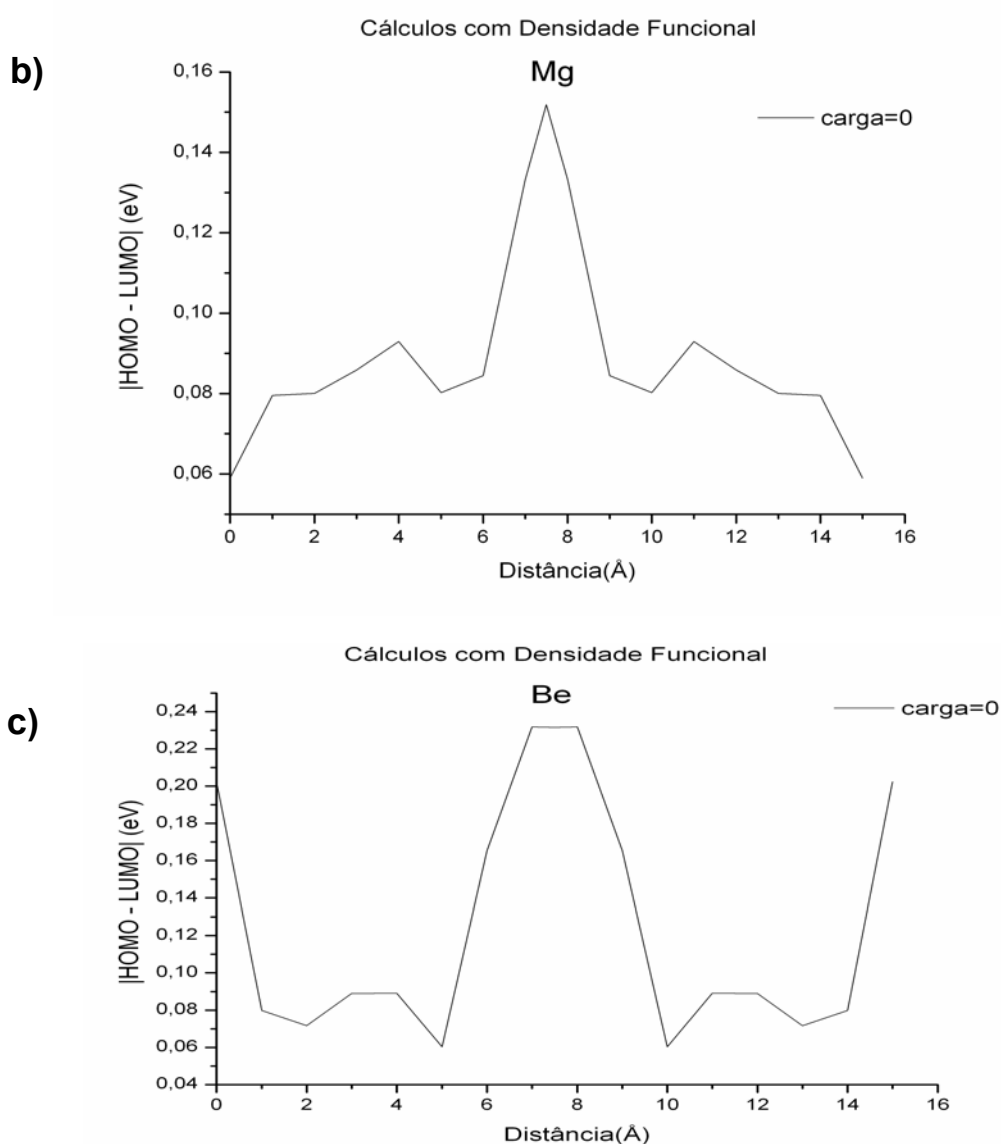 b)
Cálculos com Densidade Funcional
Mg
carga=0
|HOMO - LUMO| (eV)
0,16
0,14
0,12
0,10
0,08
0,06
0 2 4 6 8 10 12 14 16
Distância(Å)
c)
Cálculos com Densidade Funcional
Be
carga=0
|HOMO - LUMO| (eV)
0,24
0,22
0,20
0,18
0,16
0,14
0,12
0,10
0,08
0,06
0,04
0 2 4 6 8 10 12 14 16
Distância(Å)